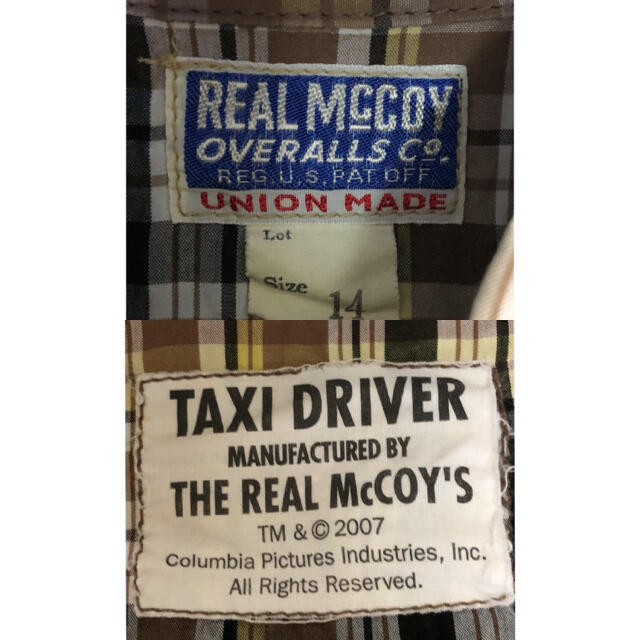 REAL McCOY
OVERALLS Co.
REG. U.S. PAT OFF
UNION MADE
Lot
Size 14
TAXI DRIVER
MANUFACTURED BY
THE REAL McCOY'S
TM & © 2007
Columbia Pictures Industries, Inc.
All Rights Reserved.